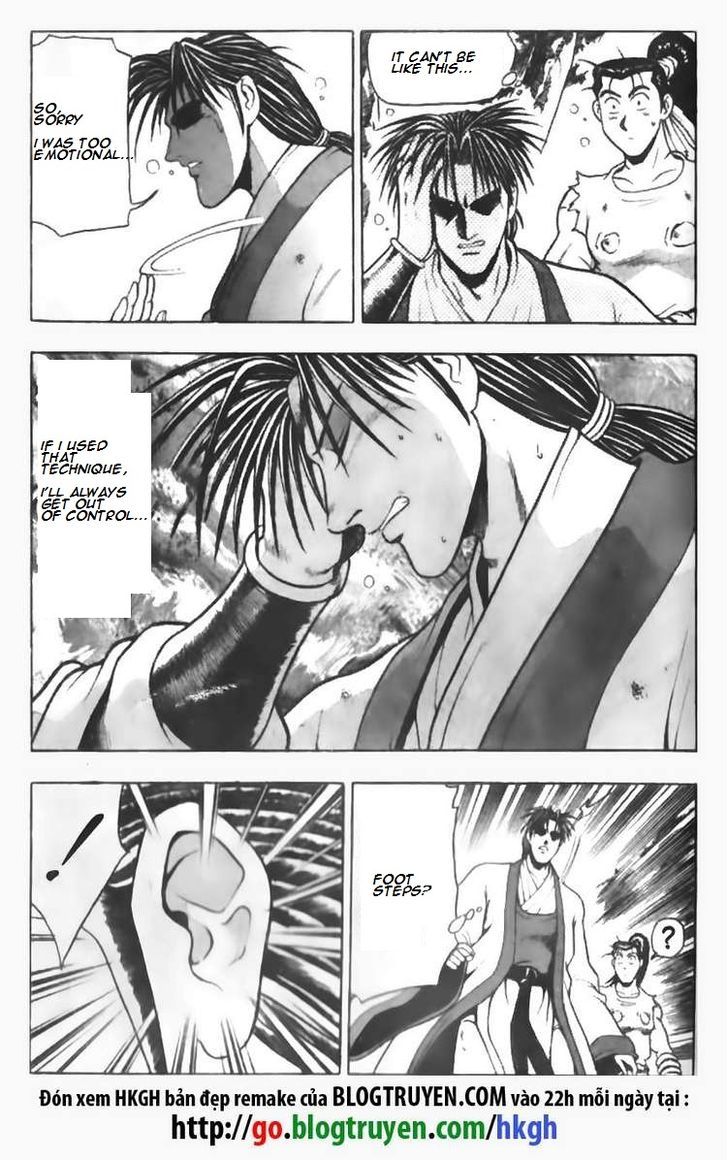 SO,
SORRY
I WAS TOO
EMOTIONAL...
IT CAN'T BE
LIKE THIS...
IF I USED
THAT
TECHNIQUE,
I'LL ALWAYS
GET OUT
OF CONTROL...
!
FOOT
STEPS?
?
Đón xem HKGH bản đẹp remake của BLOGTRUYEN.COM vào 22h mỗi ngày tại :
http://go.blogtruyen.com/hkgh